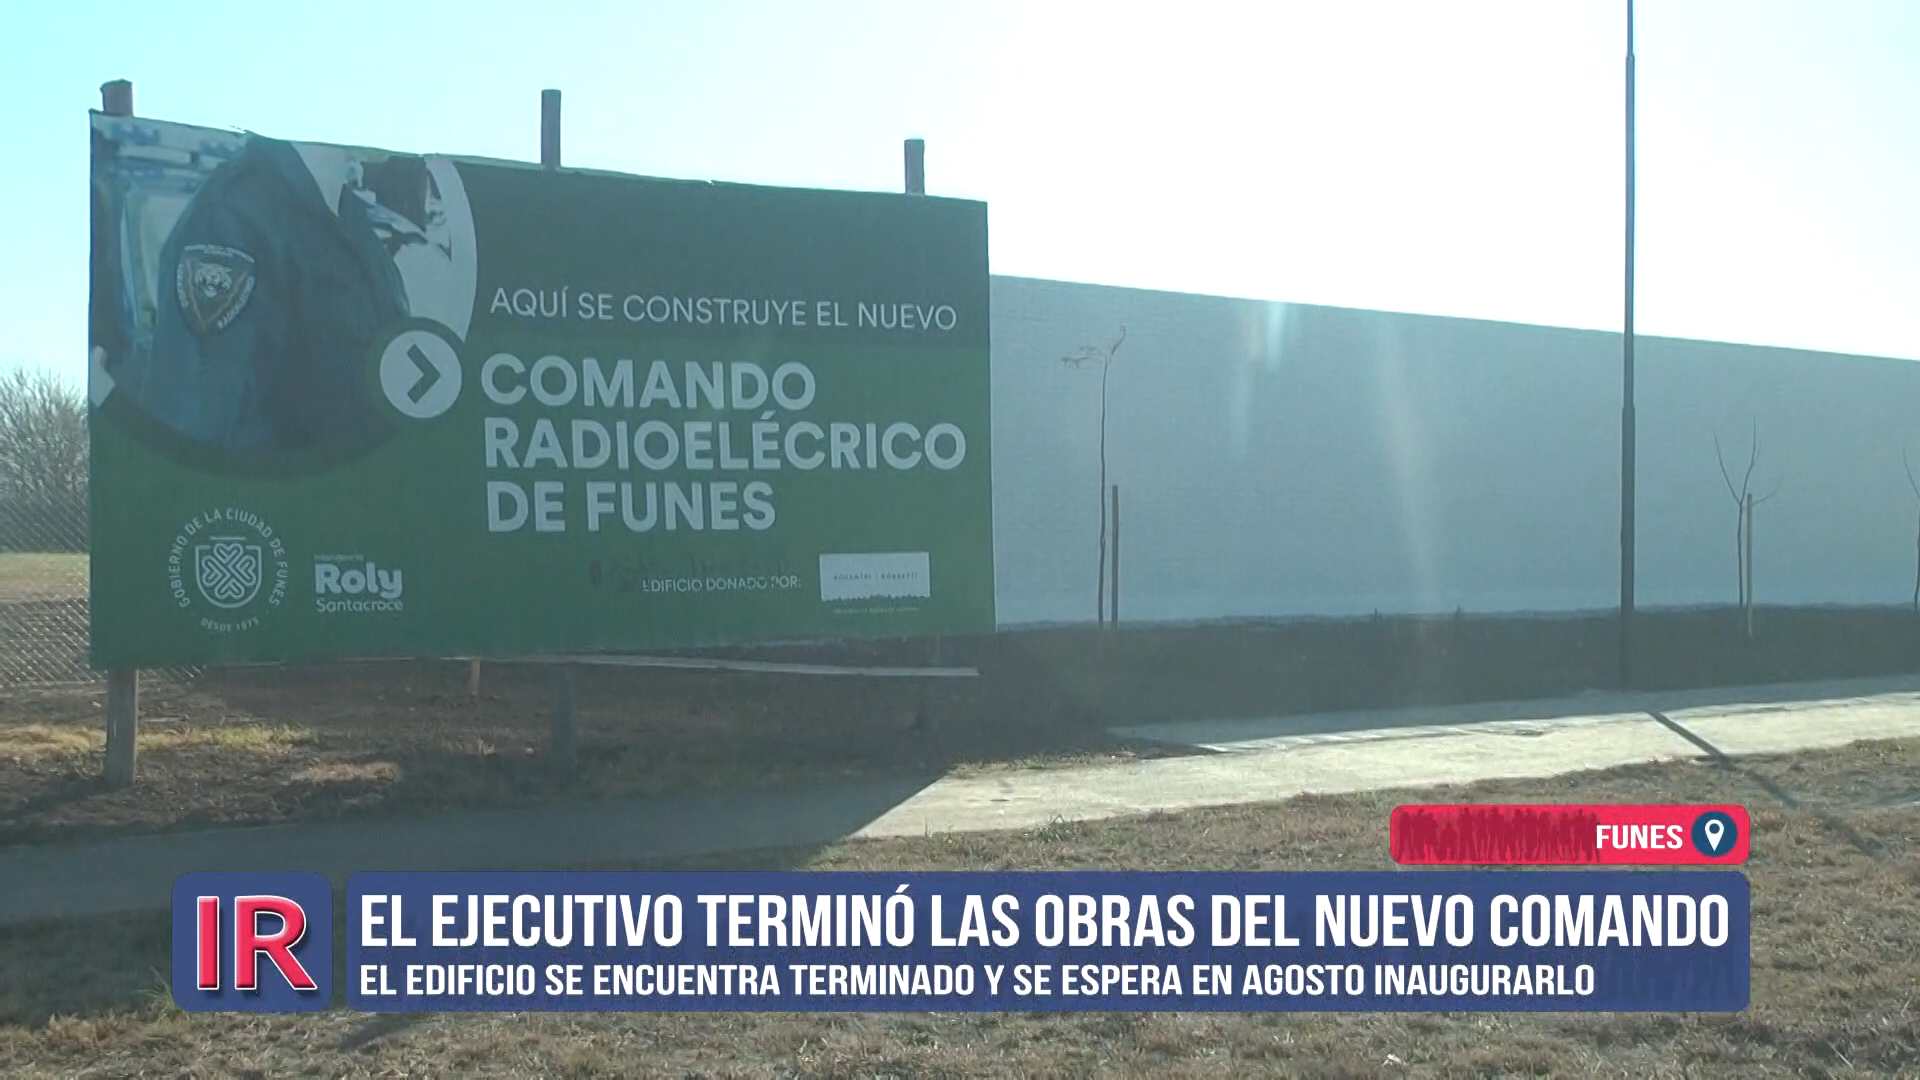 AQUÍ SE CONSTRUYE EL NUEVO
COMANDO
RADIOELÉCRICO
DE FUNES
GOBIERNO DE LA CIUDAD DE FUNES
DESDE 1875
Intendencia
Roly
Santacroce
EDIFICIO DONADO POR:
FUNES
IR
EL EJECUTIVO TERMINÓ LAS OBRAS DEL NUEVO COMANDO
EL EDIFICIO SE ENCUENTRA TERMINADO Y SE ESPERA EN AGOSTO INAUGURARLO